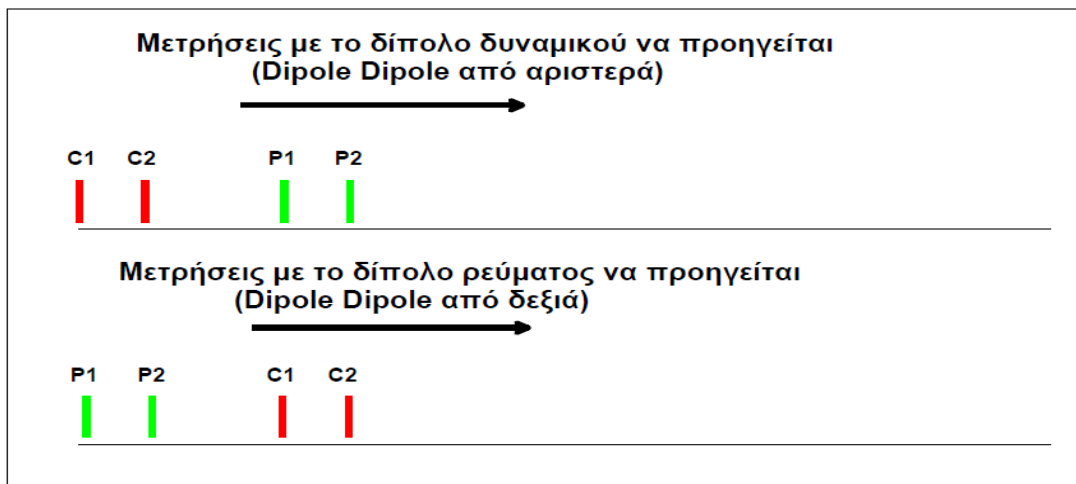 Μετρήσεις με το δίπολο δυναμικού να προηγείται
(Dipole Dipole από αριστερά)
C1 C2 P1 P2
Μετρήσεις με το δίπολο ρεύματος να προηγείται
(Dipole Dipole από δεξιά)
P1 P2 C1 C2